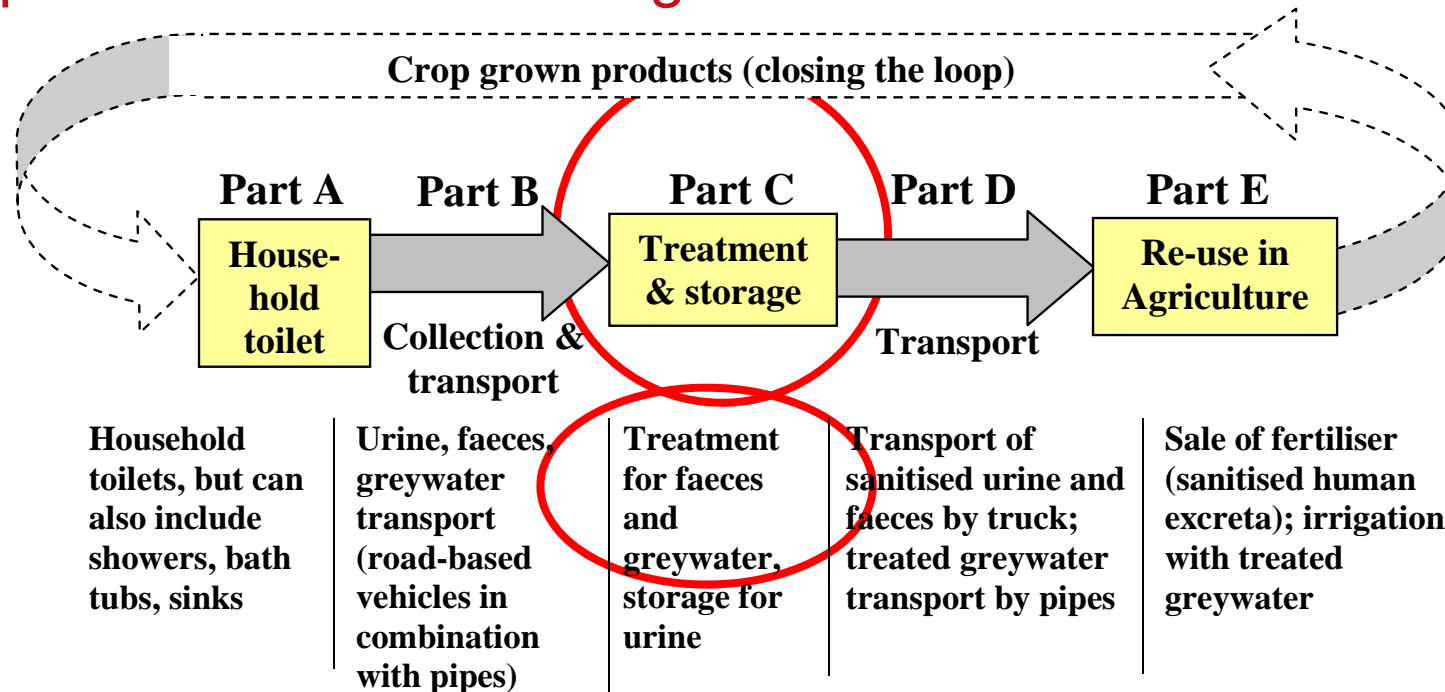 Crop grown products (closing the loop)
Part A
Part B
Part C
Part D
Part E
House-
hold
toilet
Collection &
transport
Treatment
& storage
Transport
Re-use in
Agriculture
Household
toilets, but can
also include
showers, bath
tubs, sinks
Urine, faeces,
greywater
transport
(road-based
vehicles in
combination
with pipes)
Treatment
for faeces
and
greywater,
storage for
urine
Transport of
sanitised urine and
faeces by truck;
treated greywater
transport by pipes
Sale of fertiliser
(sanitised human
excreta); irrigation
with treated
greywater